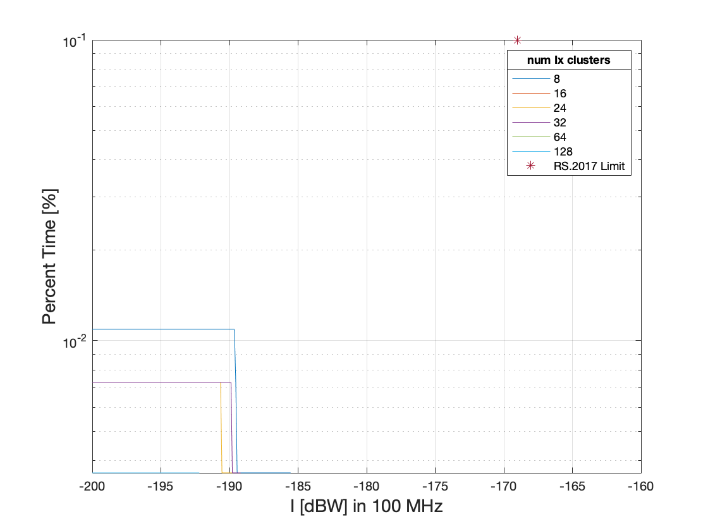 10-1
num Ix clusters
8
16
24
32
64
128
RS.2017 Limit
Percent Time [%]
10-2
-200 -195 -190 -185 -180 -175 -170 -165 -160
I [dBW] in 100 MHz